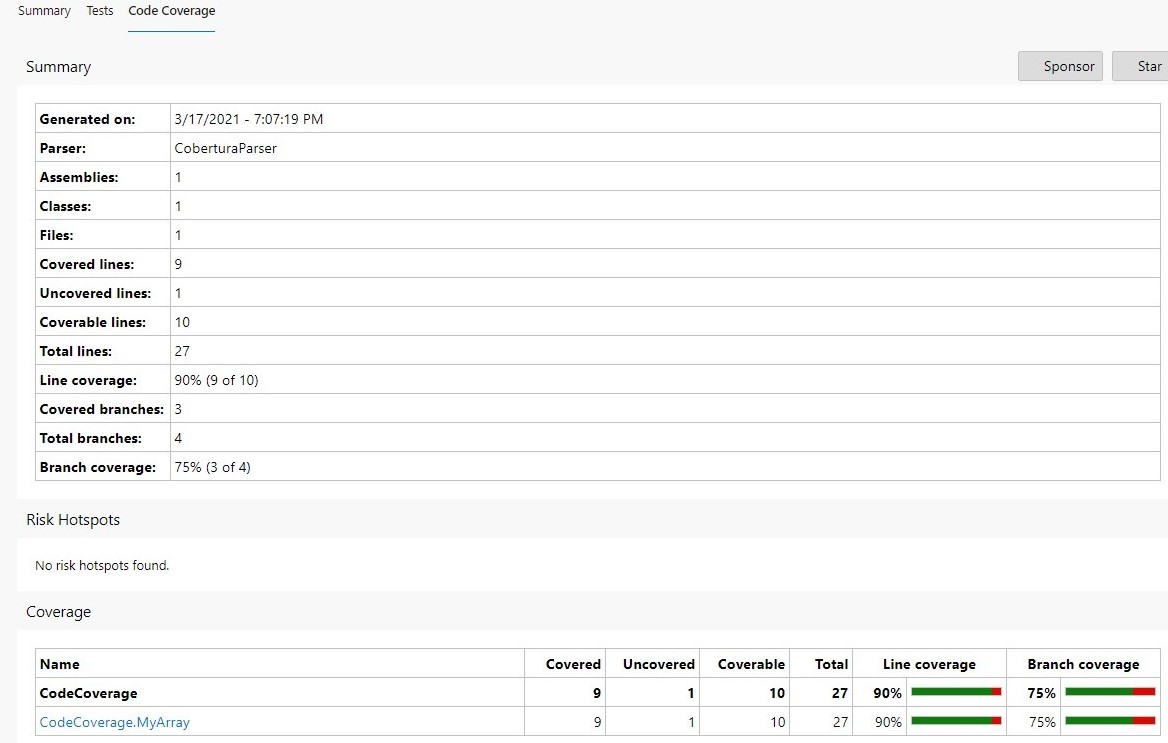 Summary Tests Code Coverage
Summary Sponsor Star
Generated on: 3/17/2021 - 7:07:19 PM
Parser: CoberturaParser
Assemblies: 1
Classes: 1
Files: 1
Covered lines: 9
Uncovered lines: 1
Coverable lines: 10
Total lines: 27
Line coverage: 90% (9 of 10)
Covered branches: 3
Total branches: 4
Branch coverage: 75% (3 of 4)
Risk Hotspots
No risk hotspots found.
Coverage
Name Covered Uncovered Coverable Total Line coverage Branch coverage
CodeCoverage 9 1 10 27 90% 75%
CodeCoverage.MyArray 9 1 10 27 90% 75%